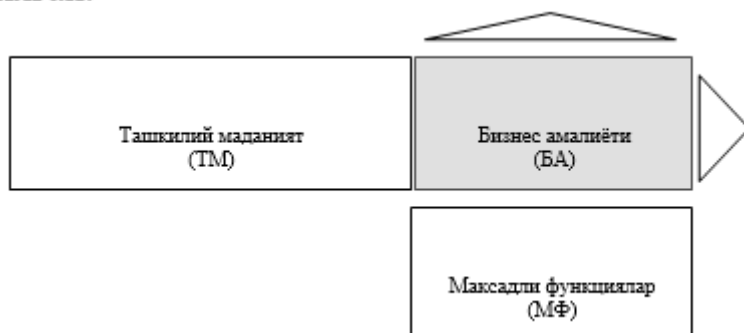 Ташкилий маданият
(ТМ)
Бизнес амалиёти
(БА)
Максадли функциялар
(МФ)